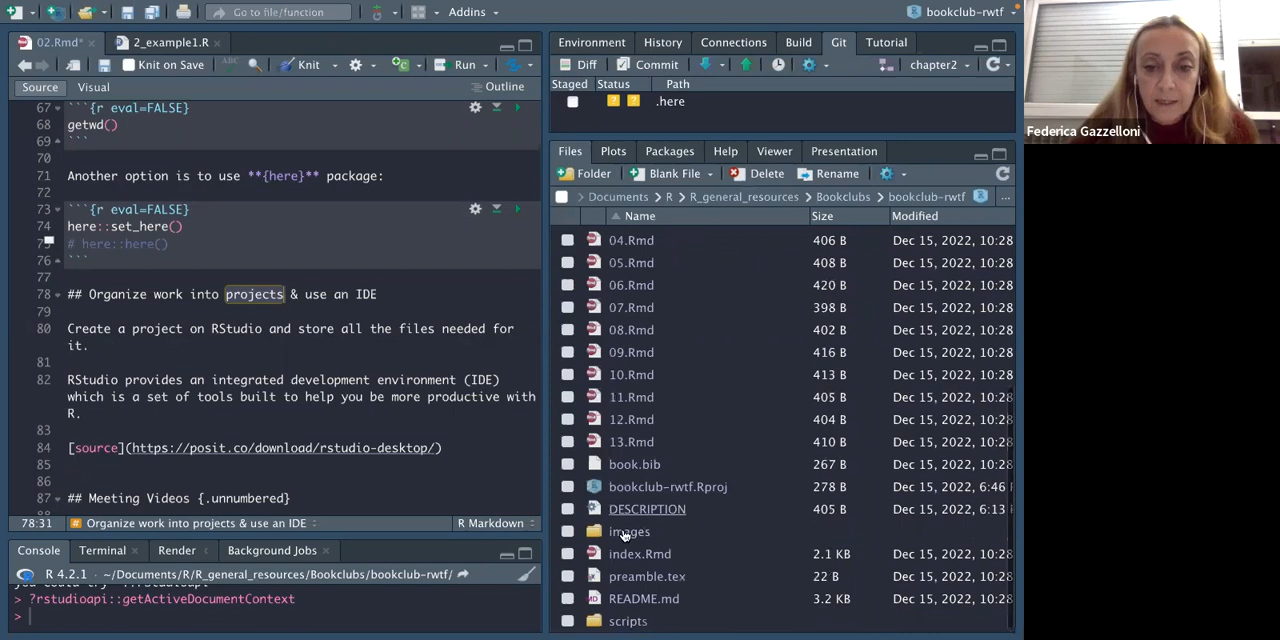 Go to file/function
Addins
bookclub-rwtf
02.Rmd*
2_example1.R
Knit on Save
ABC
Knit
Run
Source
Visual
Outline
67 ```{r eval=FALSE}
68 getwd()
69 ```
70
71 Another option is to use **{here}** package:
72
73 ```{r eval=FALSE}
74 here::set_here()
75 # here::here()
76 ```
77
78 ## Organize work into projects & use an IDE
79
80 Create a project on RStudio and store all the files needed for
it.
81
82 RStudio provides an integrated development environment (IDE)
which is a set of tools built to help you be more productive with
R.
83
84 [source](https://posit.co/download/rstudio-desktop/)
85
86
87 ## Meeting Videos {.unnumbered}
78:31
Organize work into projects & use an IDE
R Markdown
Console
Terminal
Render
Background Jobs
R 4.2.1 · ~/Documents/R/R_general_resources/Bookclubs/bookclub-rwtf/
> ?rstudioapi::getActiveDocumentContext
>
Environment
History
Connections
Build
Git
Tutorial
Diff
Commit
chapter2
Staged
Status
Path
? ? .here
Files
Plots
Packages
Help
Viewer
Presentation
Folder
Blank File
Delete
Rename
Documents > R > R_general_resources > Bookclubs > bookclub-rwtf
...
Name
Size
Modified
04.Rmd 406 B Dec 15, 2022, 10:28
05.Rmd 408 B Dec 15, 2022, 10:28
06.Rmd 420 B Dec 15, 2022, 10:28
07.Rmd 398 B Dec 15, 2022, 10:28
08.Rmd 402 B Dec 15, 2022, 10:28
09.Rmd 416 B Dec 15, 2022, 10:28
10.Rmd 413 B Dec 15, 2022, 10:28
11.Rmd 405 B Dec 15, 2022, 10:28
12.Rmd 404 B Dec 15, 2022, 10:28
13.Rmd 410 B Dec 15, 2022, 10:28
book.bib 267 B Dec 15, 2022, 10:28
bookclub-rwtf.Rproj 278 B Dec 15, 2022, 6:46
DESCRIPTION 405 B Dec 15, 2022, 6:13
images
index.Rmd 2.1 KB Dec 15, 2022, 10:28
preamble.tex 22 B Dec 15, 2022, 10:28
README.md 3.2 KB Dec 15, 2022, 10:28
scripts
Federica Gazzelloni